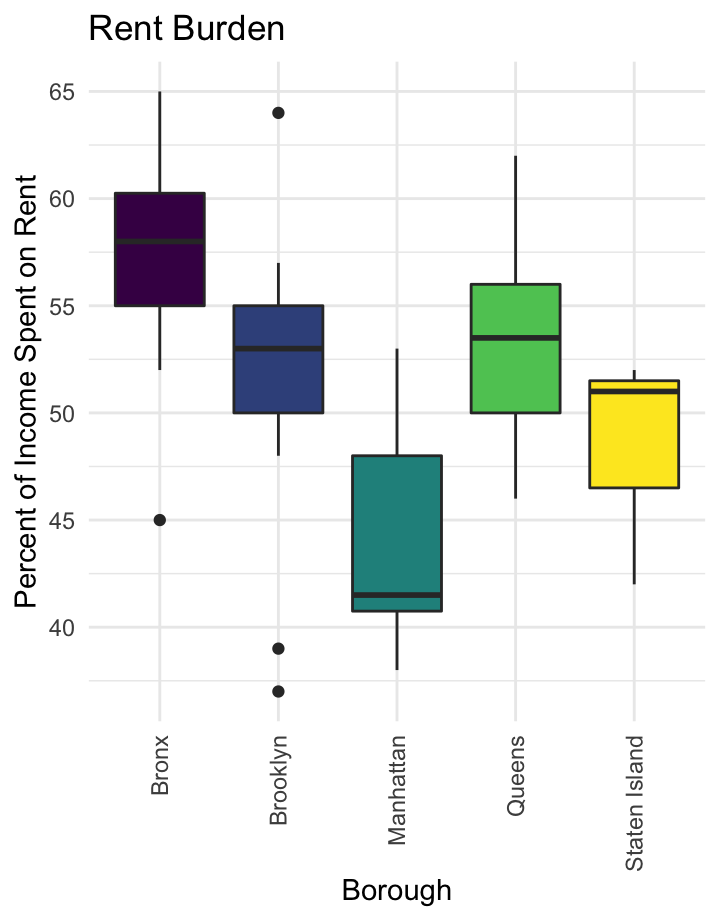 Rent Burden
Percent of Income Spent on Rent
65
60
55
50
45
40
Bronx
Brooklyn
Manhattan
Queens
Staten Island
Borough